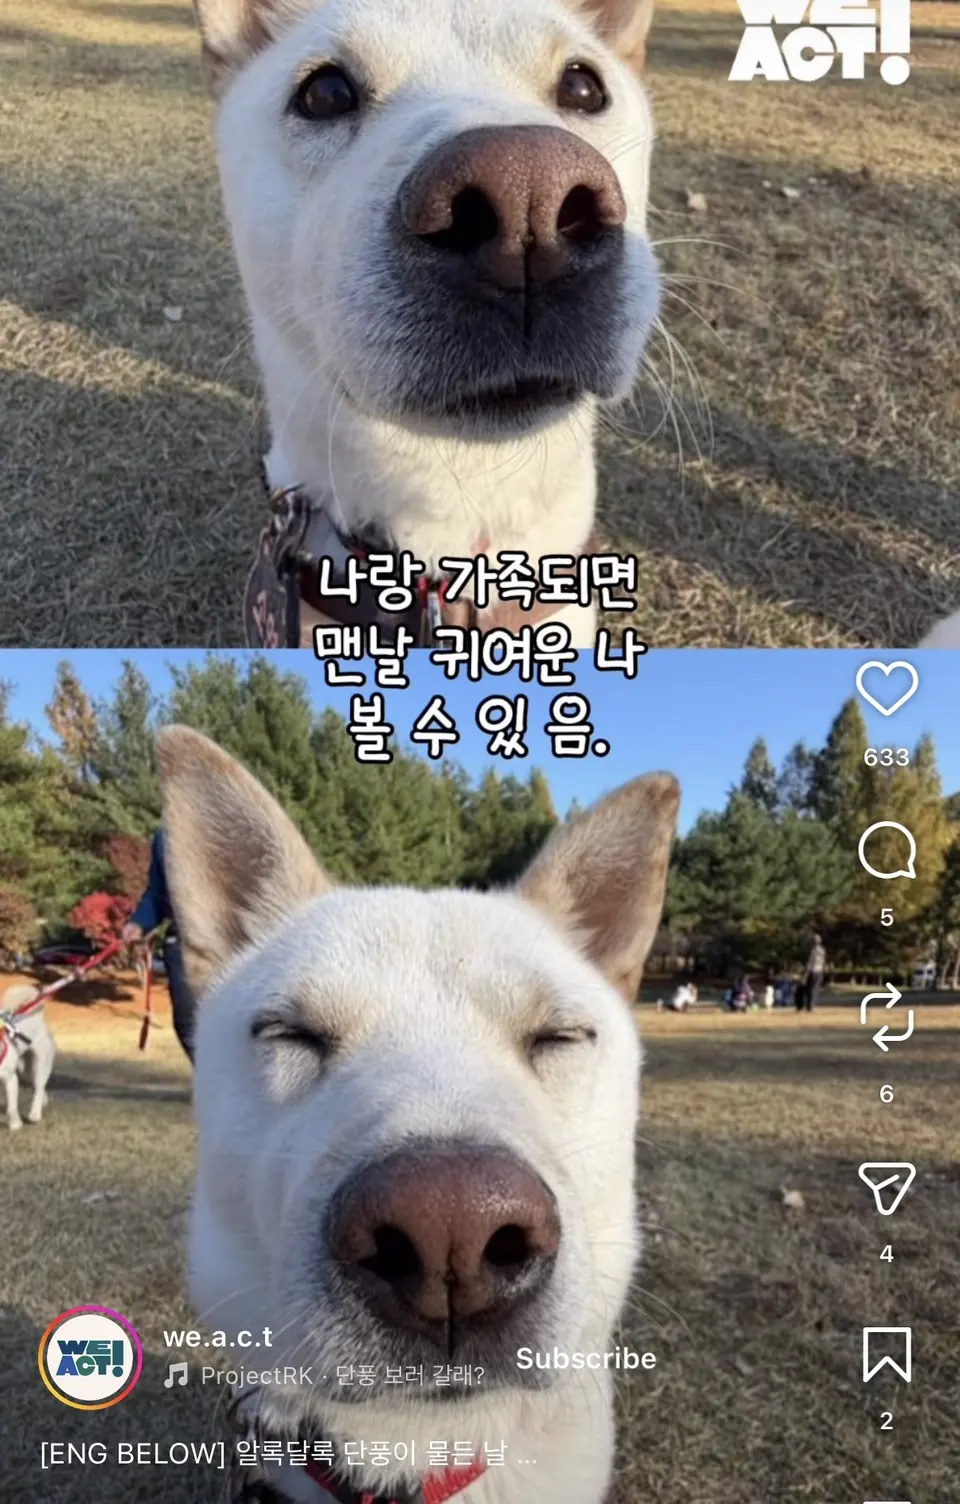 WE
ACT!
나랑 가족되면
맨날 귀여운 나
볼 수 있 음.
633
5
6
4
2
WE!
ACT!
we.a.c.t
ProjectRK · 단풍 보러 갈래?
Subscribe
[ENG BELOW] 알록달록 단풍이 물든 날 ...